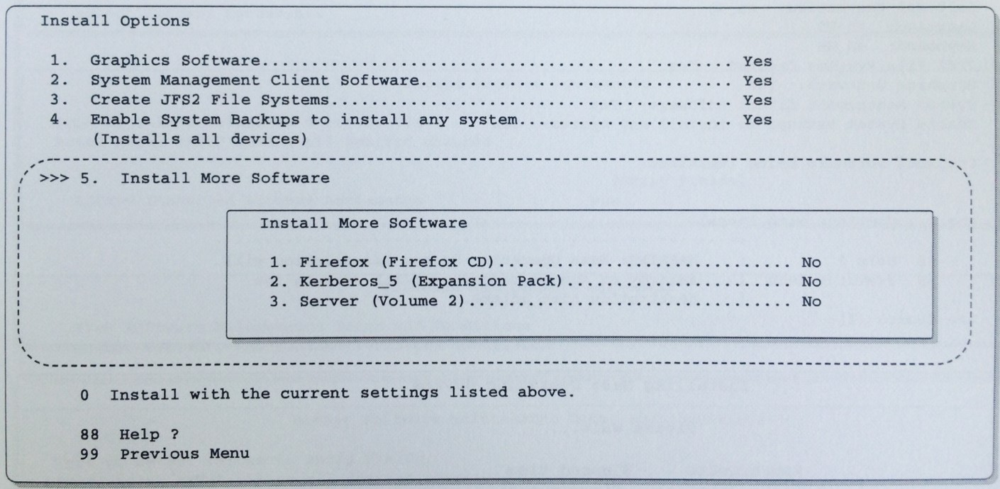 Install Options
1. Graphics Software................................................ Yes
2. System Management Client Software................................ Yes
3. Create JFS2 File Systems......................................... Yes
4. Enable System Backups to install any system...................... Yes
(Installs all devices)
>>> 5. Install More Software
Install More Software
1. Firefox (Firefox CD).............................. No
2. Kerberos_5 (Expansion Pack)....................... No
3. Server (Volume 2)................................. No
0 Install with the current settings listed above.
88 Help ?
99 Previous Menu